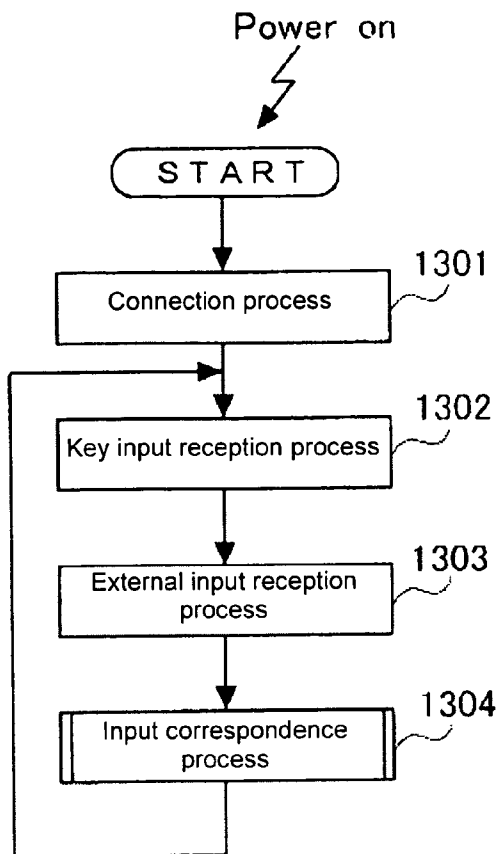 Power on
START
1301
Connection process
1302
Key input reception process
1303
External input reception
process
1304
Input correspondence
process